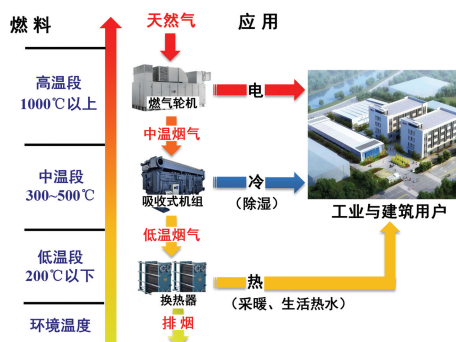 燃料
应用
天然气
高温段
1000℃以上
燃气轮机
电
中温烟气
中温段
300~500℃
吸收式机组
冷
（除湿）
工业与建筑用户
低温烟气
低温段
200℃以下
换热器
热
（采暖、生活热水）
环境温度
排烟